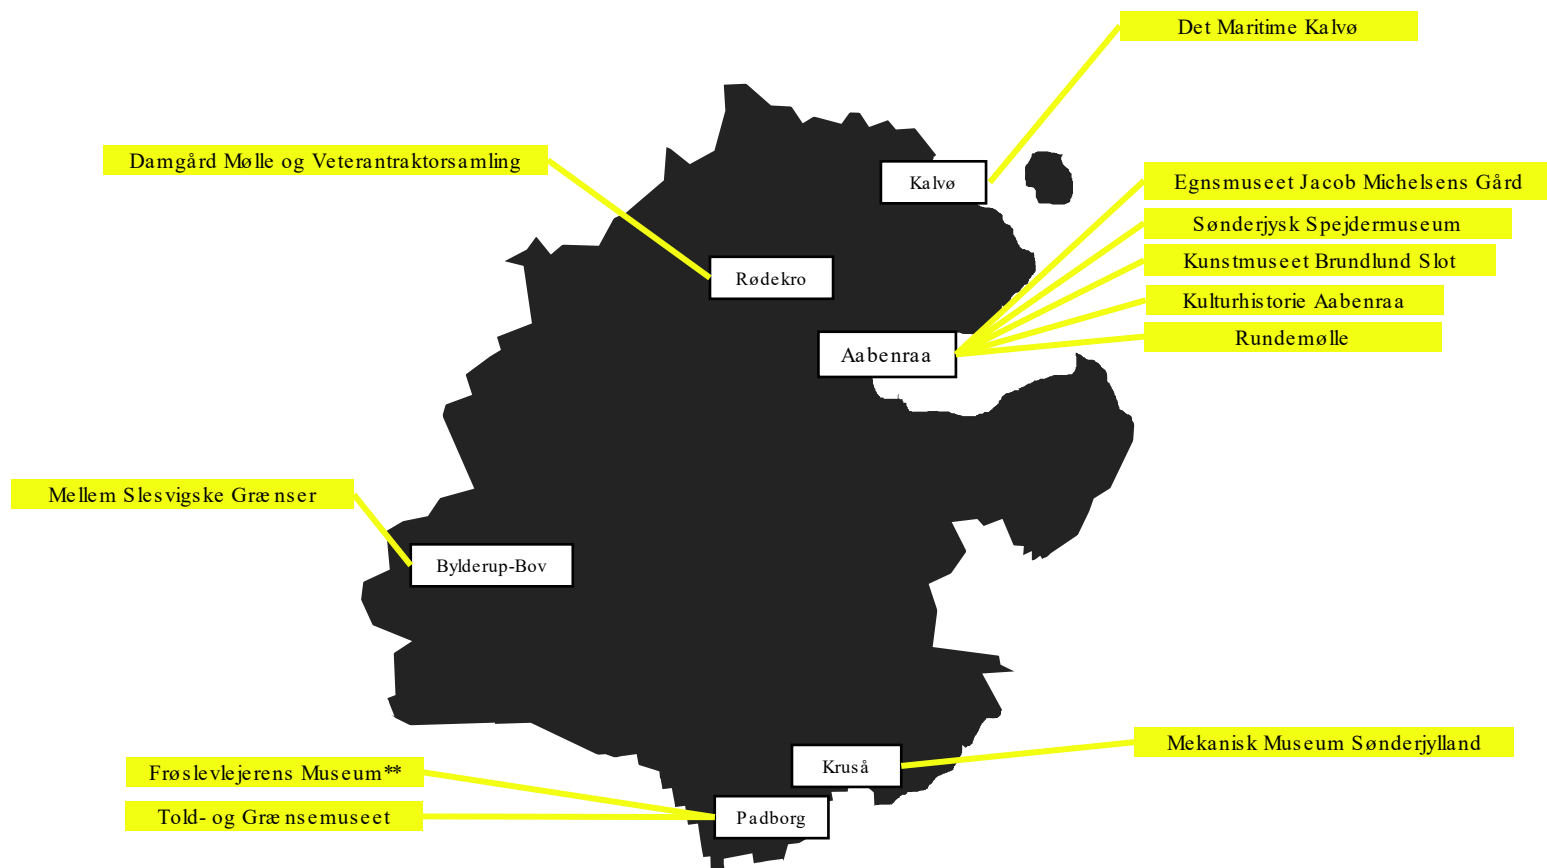 Det Maritime Kalvø
Damgård Mølle og Veterantraktorsamling
Kalvø
Egnsmuseet Jacob Michelsens Gård
Sønderjysk Spejdermuseum
Kunstmuseet Brundlund Slot
Rødekro
Kulturhistorie Aabenraa
Rundemølle
Aabenraa
Mellem Slesvigske Grænser
Bylderup-Bov
Mekanisk Museum Sønderjylland
Kruså
Frøslevlejerens Museum**
Told- og Grænsemuseet
Padborg